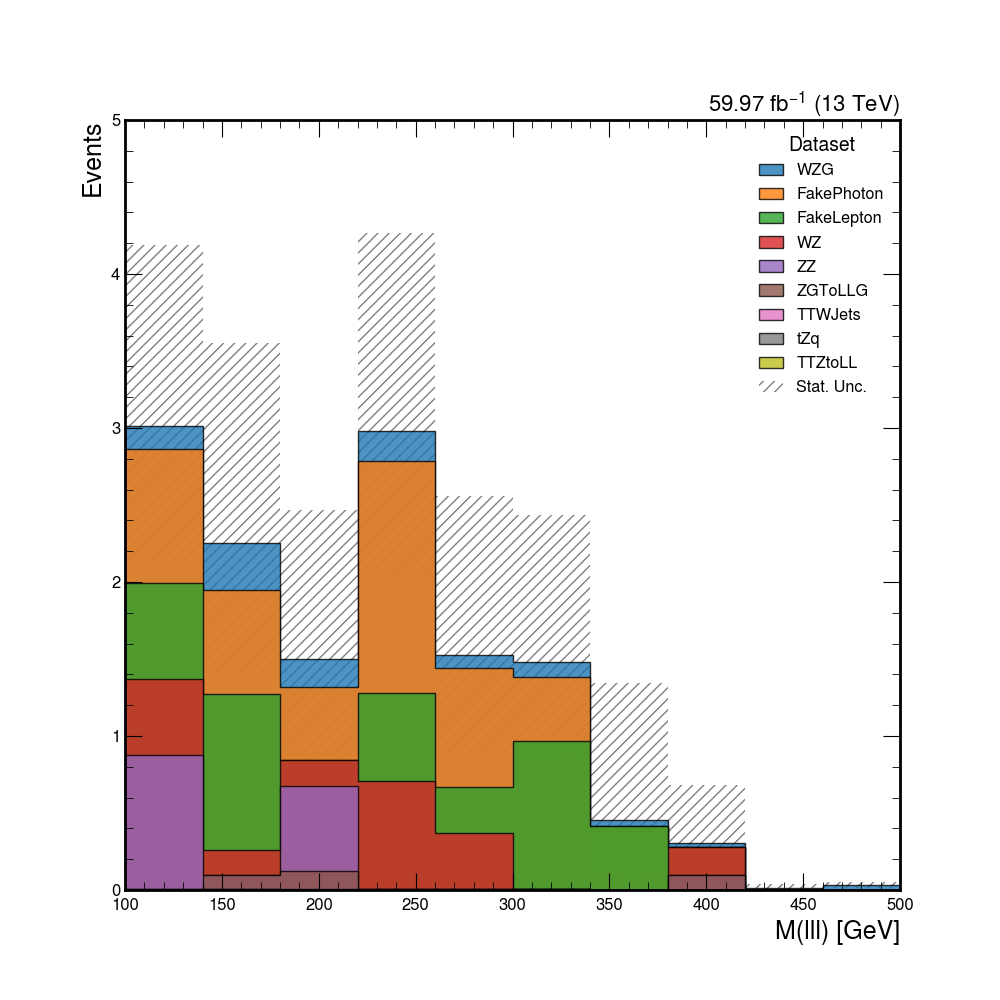 59.97 fb⁻¹ (13 TeV)
Events
5
4
3
2
1
0
Dataset
WZG
FakePhoton
FakeLepton
WZ
ZZ
ZGToLLG
TTWJets
tZq
TTZtoLL
Stat. Unc.
100 150 200 250 300 350 400 450 500
M(lll) [GeV]